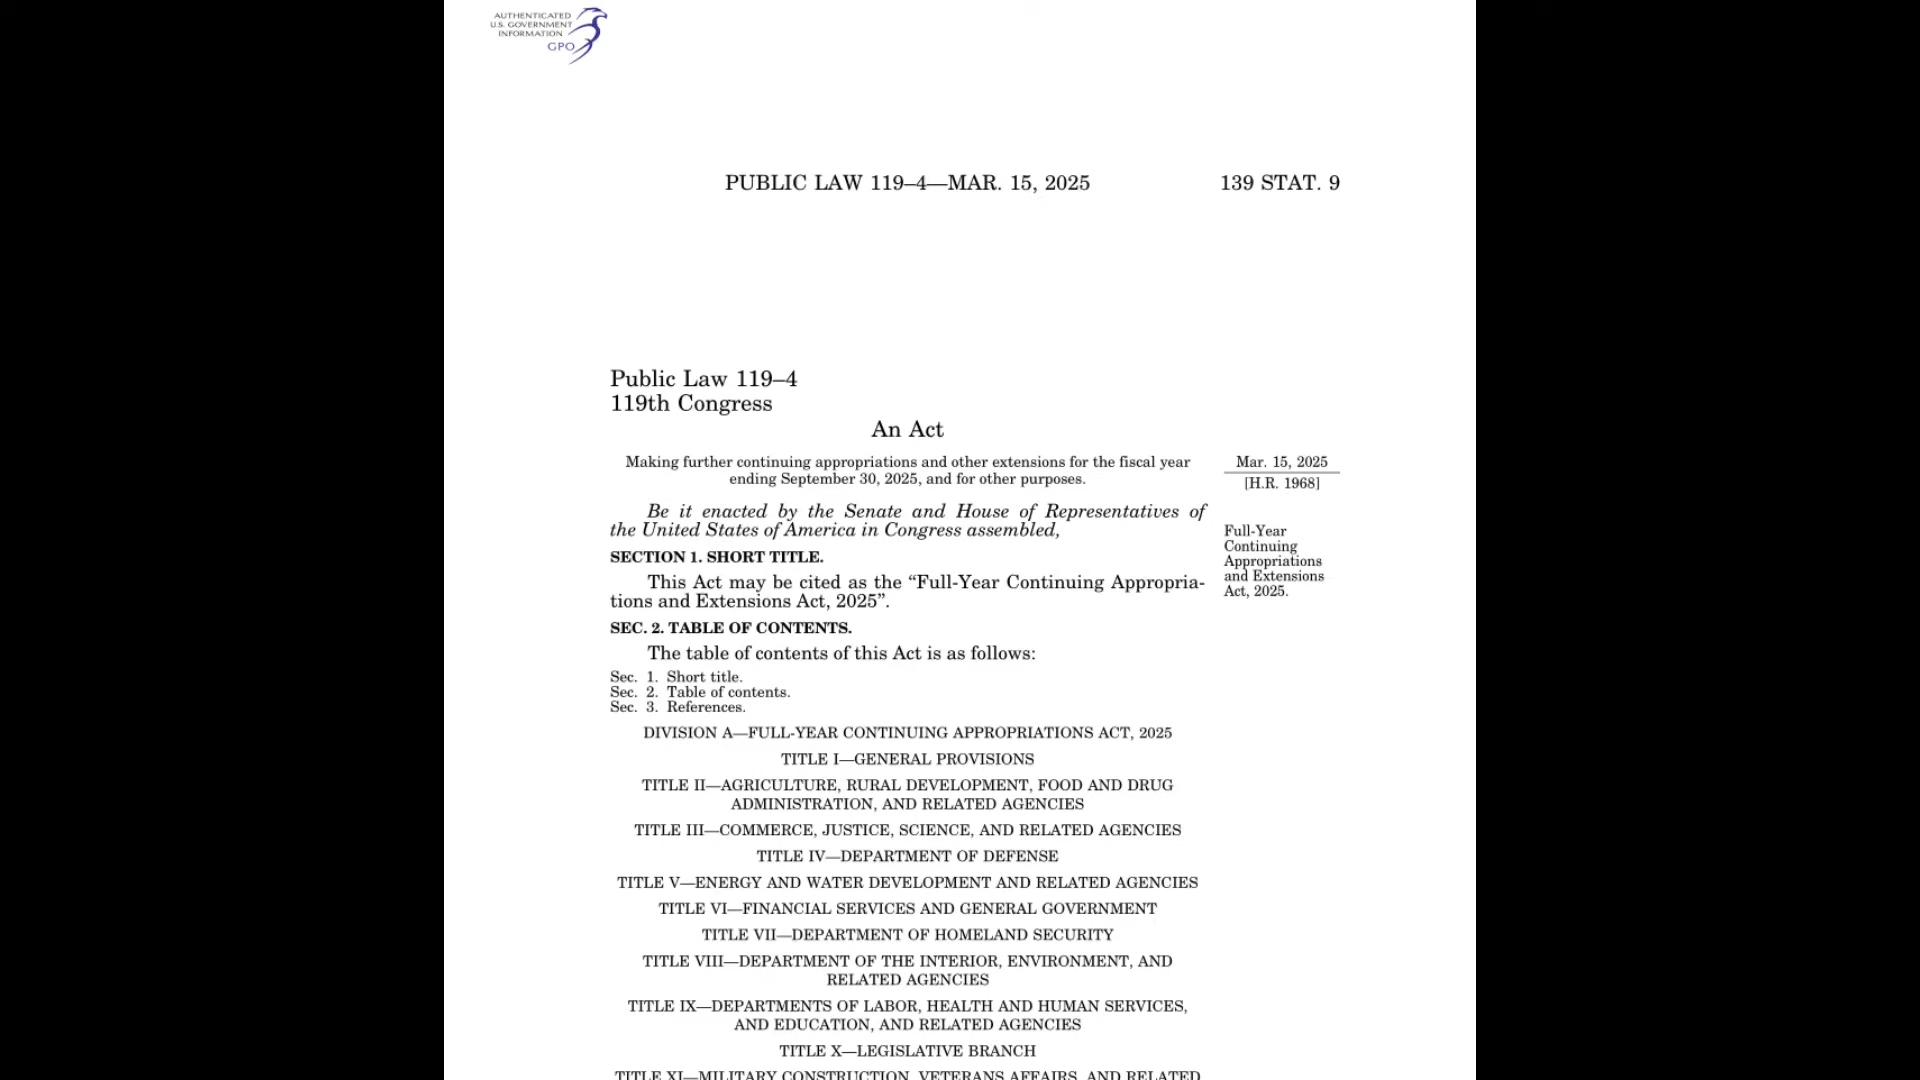 AUTHENTICATED
U.S. GOVERNMENT
INFORMATION
GPO
PUBLIC LAW 119–4—MAR. 15, 2025
139 STAT. 9
Public Law 119–4
119th Congress
An Act
Making further continuing appropriations and other extensions for the fiscal year
ending September 30, 2025, and for other purposes.
Mar. 15, 2025
[H.R. 1968]
Be it enacted by the Senate and House of Representatives of
the United States of America in Congress assembled,
Full-Year
Continuing
Appropriations
and Extensions
Act, 2025.
SECTION 1. SHORT TITLE.
This Act may be cited as the “Full-Year Continuing Appropria-
tions and Extensions Act, 2025”.
SEC. 2. TABLE OF CONTENTS.
The table of contents of this Act is as follows:
Sec. 1. Short title.
Sec. 2. Table of contents.
Sec. 3. References.
DIVISION A—FULL-YEAR CONTINUING APPROPRIATIONS ACT, 2025
TITLE I—GENERAL PROVISIONS
TITLE II—AGRICULTURE, RURAL DEVELOPMENT, FOOD AND DRUG
ADMINISTRATION, AND RELATED AGENCIES
TITLE III—COMMERCE, JUSTICE, SCIENCE, AND RELATED AGENCIES
TITLE IV—DEPARTMENT OF DEFENSE
TITLE V—ENERGY AND WATER DEVELOPMENT AND RELATED AGENCIES
TITLE VI—FINANCIAL SERVICES AND GENERAL GOVERNMENT
TITLE VII—DEPARTMENT OF HOMELAND SECURITY
TITLE VIII—DEPARTMENT OF THE INTERIOR, ENVIRONMENT, AND
RELATED AGENCIES
TITLE IX—DEPARTMENTS OF LABOR, HEALTH AND HUMAN SERVICES,
AND EDUCATION, AND RELATED AGENCIES
TITLE X—LEGISLATIVE BRANCH
TITLE XI—MILITARY CONSTRUCTION, VETERANS AFFAIRS, AND RELATED